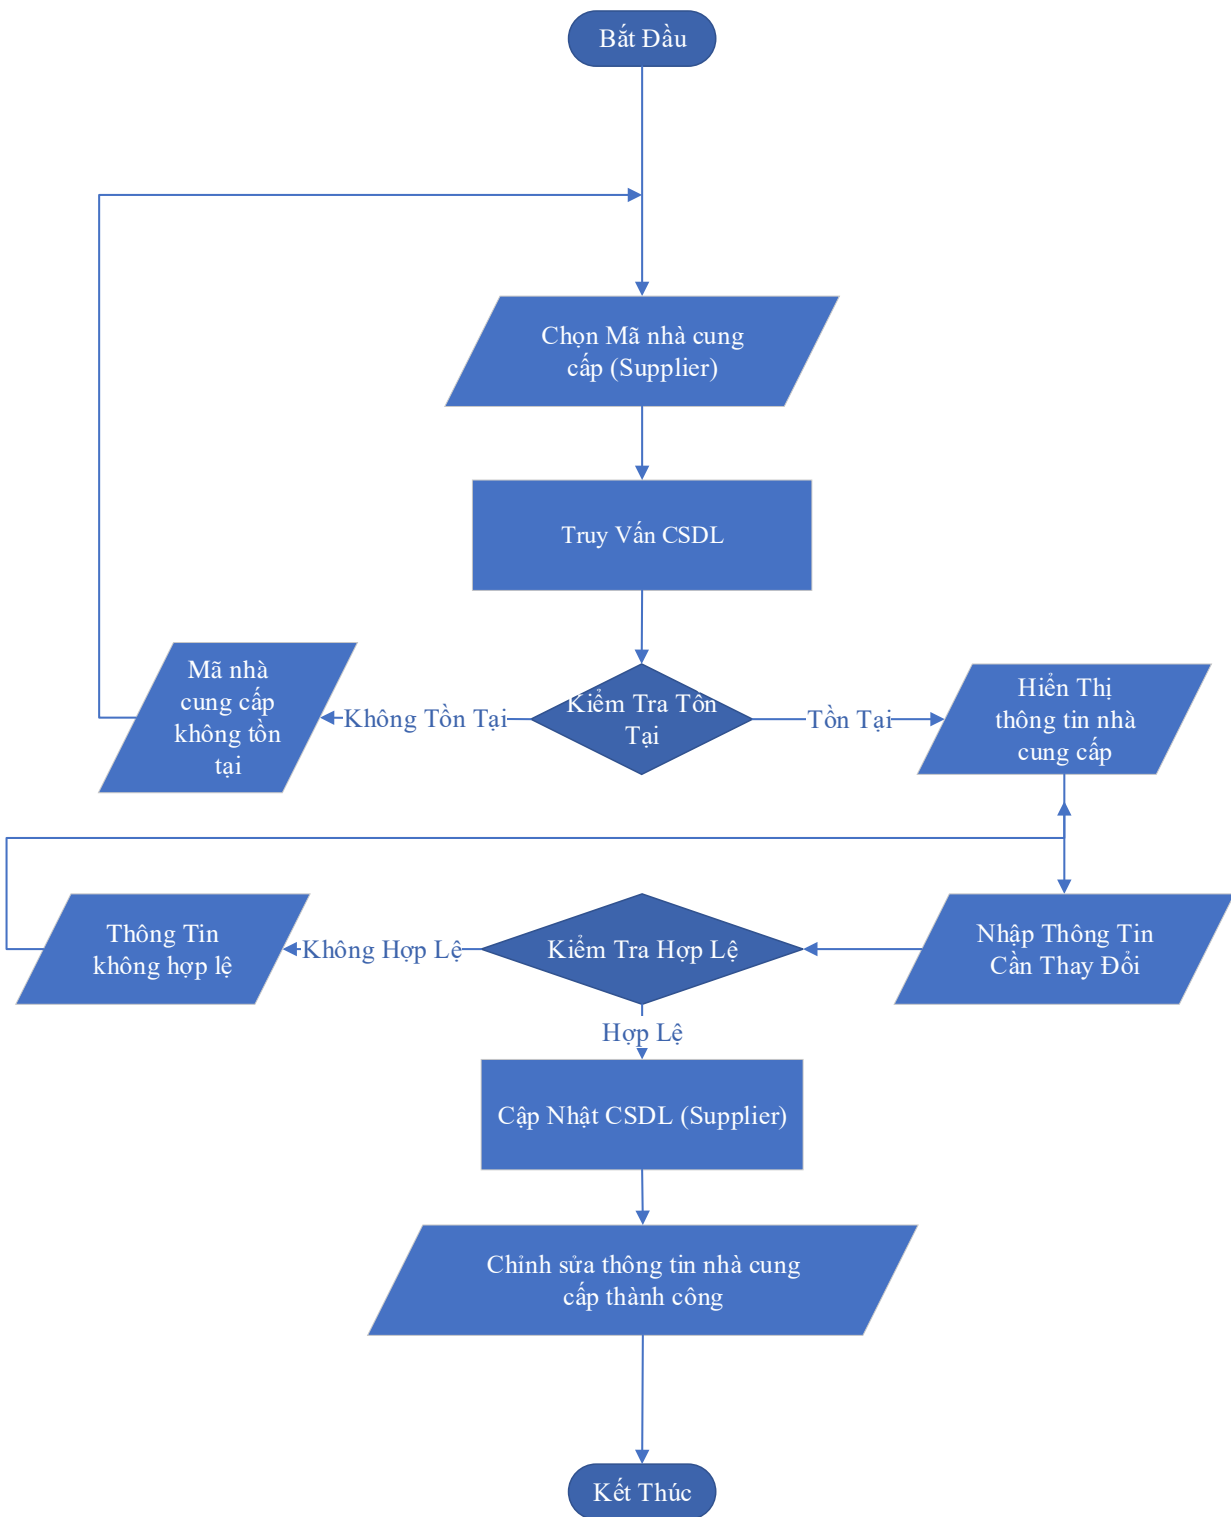 Bắt Đầu
Chọn Mã nhà cung
cấp (Supplier)
Truy Vấn CSDL
Mã nhà
cung cấp
không tồn
tại
Không Tồn Tại
Kiểm Tra Tồn
Tại
Tồn Tại
Hiển Thị
thông tin nhà
cung cấp
Thông Tin
không hợp lệ
Không Hợp Lệ
Kiểm Tra Hợp Lệ
Nhập Thông Tin
Cần Thay Đổi
Hợp Lệ
Cập Nhật CSDL (Supplier)
Chỉnh sửa thông tin nhà cung
cấp thành công
Kết Thúc